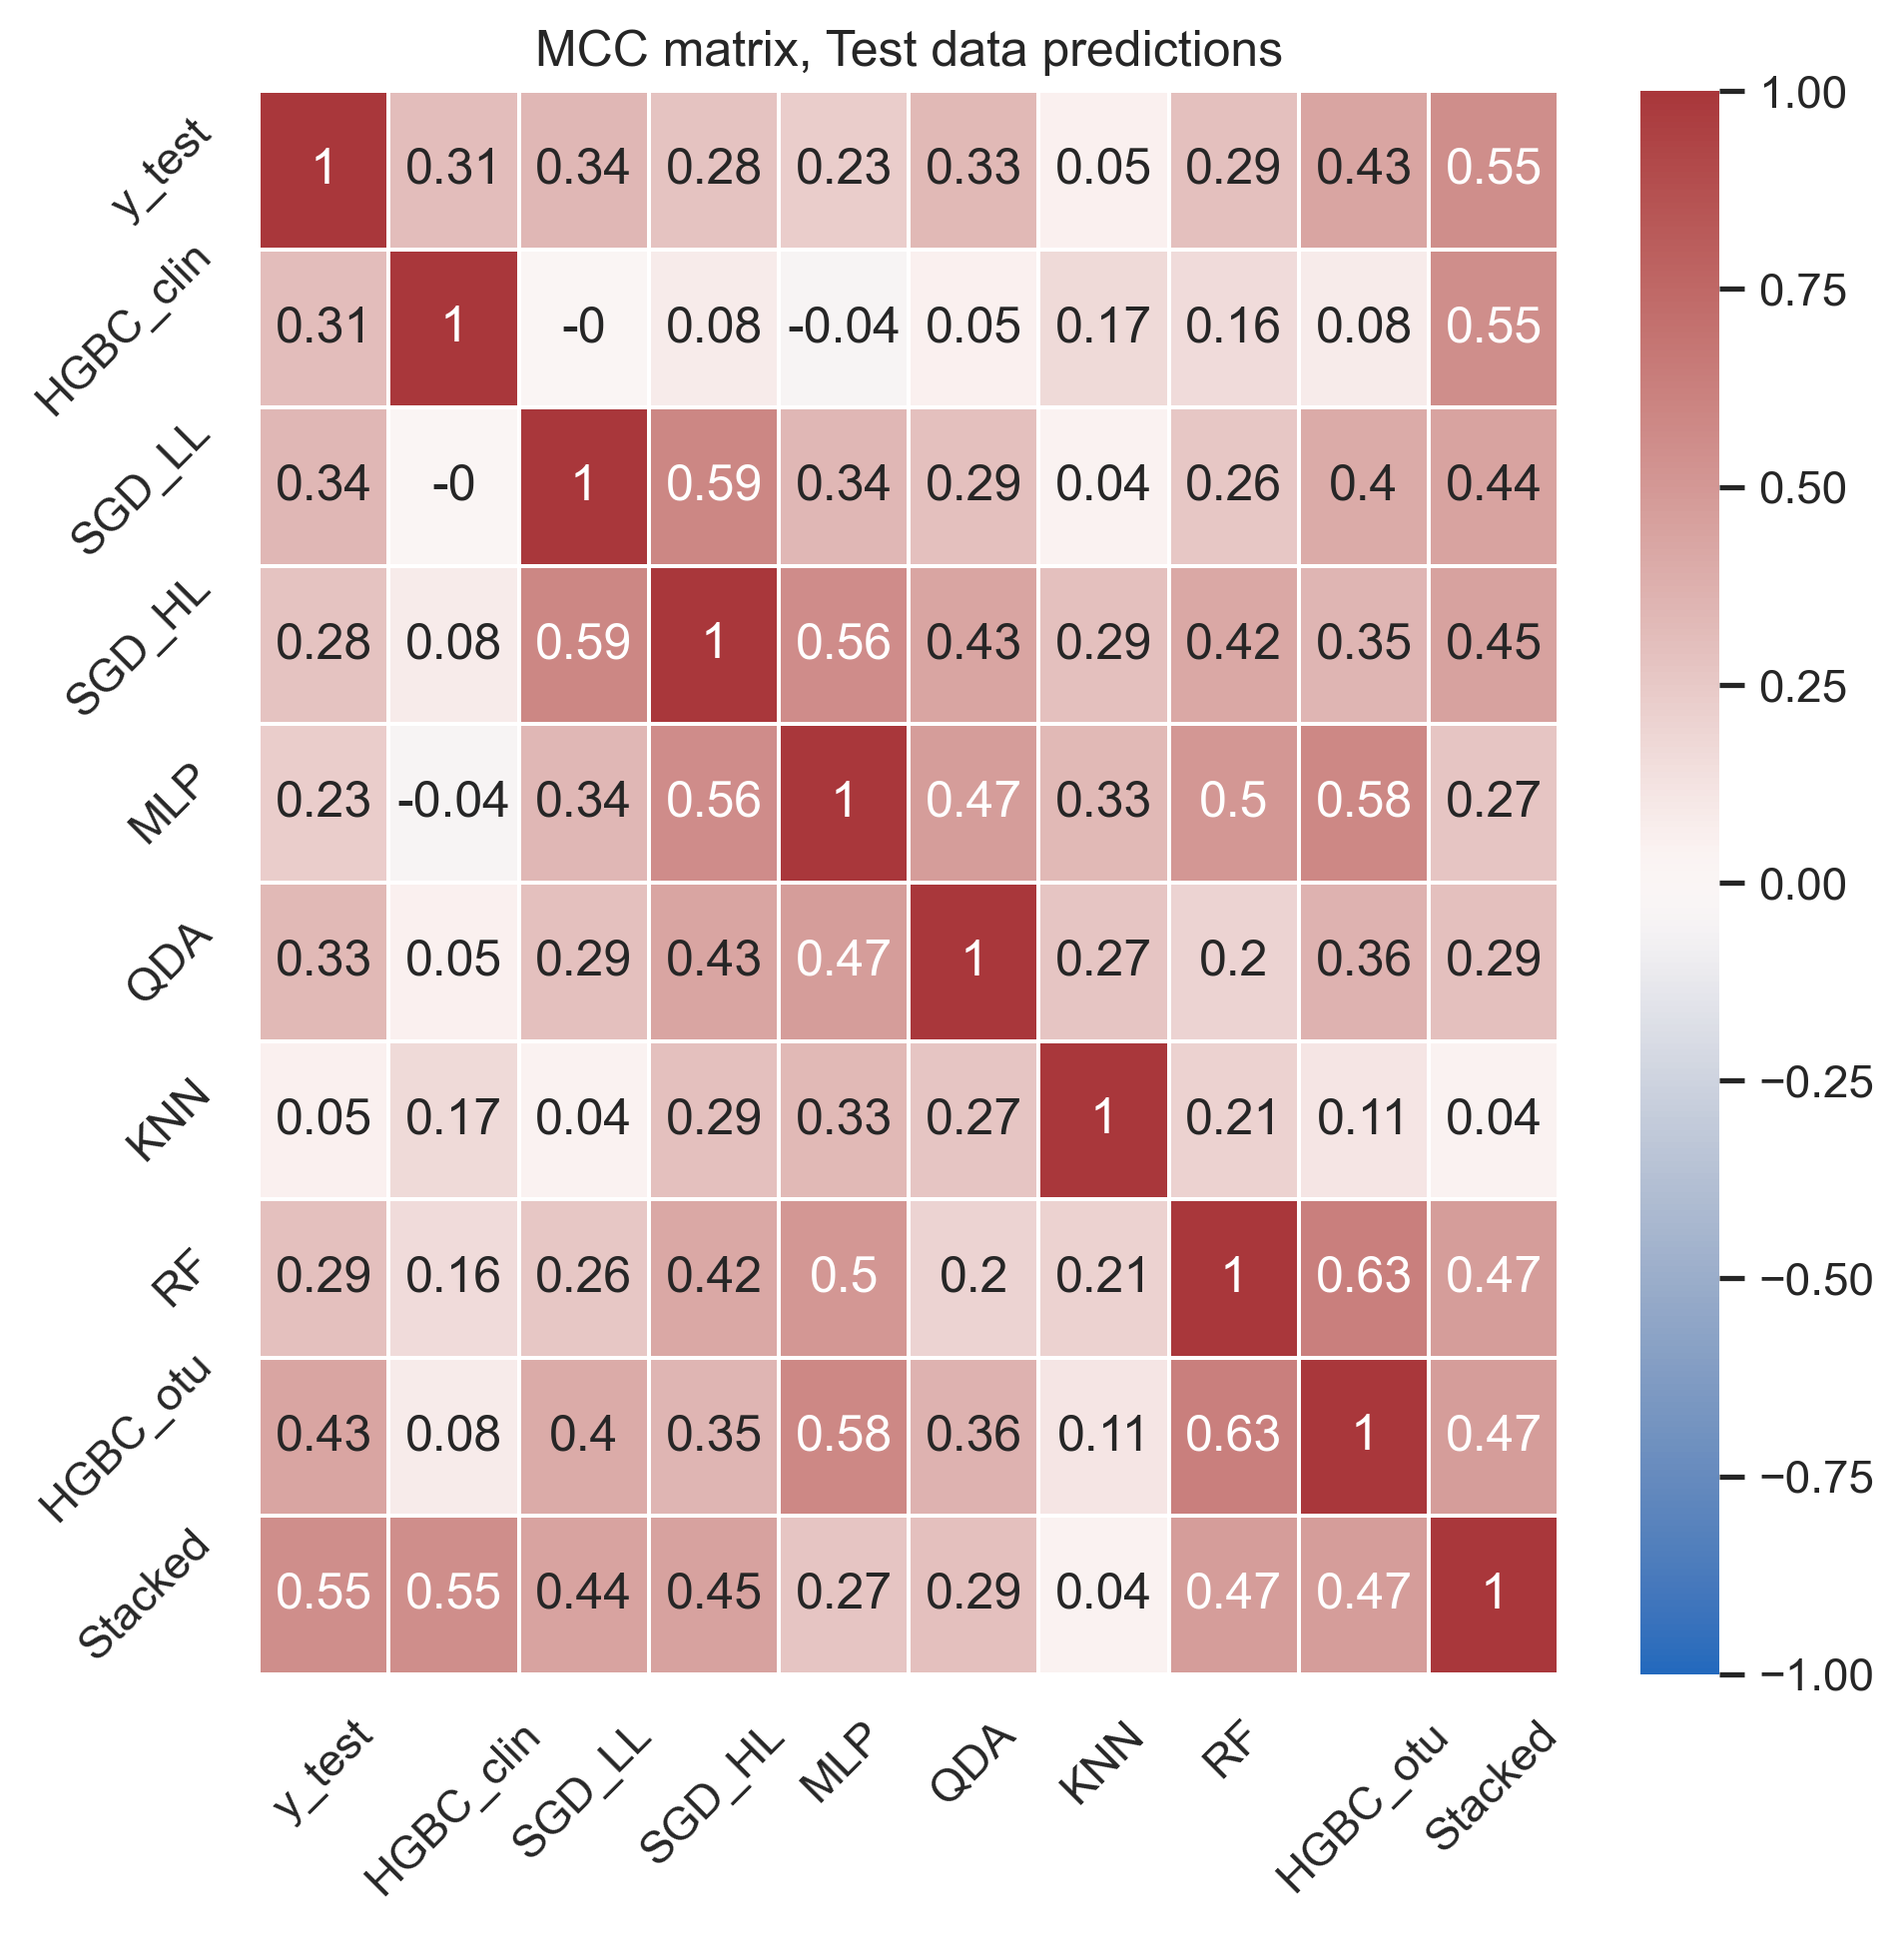 MCC matrix, Test data predictions
y_test 1 0.31 0.34 0.28 0.23 0.33 0.05 0.29 0.43 0.55
HGBC_clin 0.31 1 -0 0.08 -0.04 0.05 0.17 0.16 0.08 0.55
SGD_LL 0.34 -0 1 0.59 0.34 0.29 0.04 0.26 0.4 0.44
SGD_HL 0.28 0.08 0.59 1 0.56 0.43 0.29 0.42 0.35 0.45
MLP 0.23 -0.04 0.34 0.56 1 0.47 0.33 0.5 0.58 0.27
QDA 0.33 0.05 0.29 0.43 0.47 1 0.27 0.2 0.36 0.29
KNN 0.05 0.17 0.04 0.29 0.33 0.27 1 0.21 0.11 0.04
RF 0.29 0.16 0.26 0.42 0.5 0.2 0.21 1 0.63 0.47
HGBC_otu 0.43 0.08 0.4 0.35 0.58 0.36 0.11 0.63 1 0.47
Stacked 0.55 0.55 0.44 0.45 0.27 0.29 0.04 0.47 0.47 1
y_test HGBC_clin SGD_LL SGD_HL MLP QDA KNN RF HGBC_otu Stacked
1.00
0.75
0.50
0.25
0.00
−0.25
−0.50
−0.75
−1.00